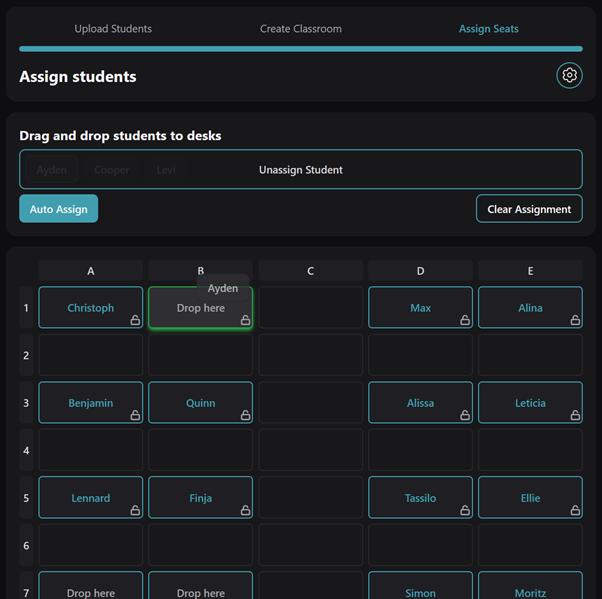 Upload Students Create Classroom Assign Seats
Assign students
Drag and drop students to desks
Ayden Cooper Levi Unassign Student
Auto Assign Clear Assignment
A B C D E
Ayden
1 Christoph Drop here Max Alina
2
3 Benjamin Quinn Alissa Leticia
4
5 Lennard Finja Tassilo Ellie
6
7 Drop here Drop here Simon Moritz